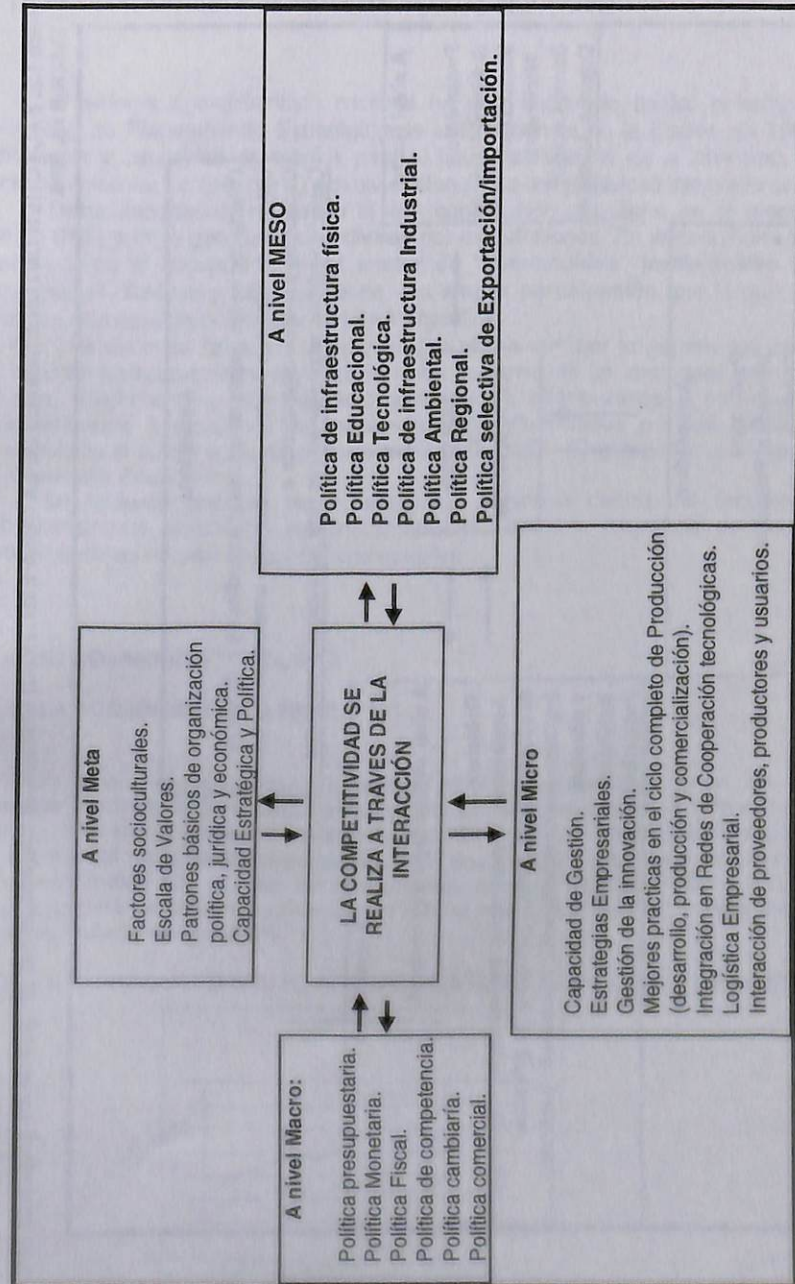 A nivel Meta
Factores socioculturales.
Escala de Valores.
Patrones básicos de organización
política, jurídica y económica.
Capacidad Estratégica y Política.
A nivel Macro:
Política presupuestaria.
Política Monetaria.
Política Fiscal.
Política de competencia.
Política cambiaría.
Política comercial.
LA COMPETITIVIDAD SE
REALIZA A TRAVES DE LA
INTERACCIÓN
A nivel MESO
Política de infraestructura física.
Política Educacional.
Política Tecnológica.
Política de infraestructura Industrial.
Política Ambiental.
Política Regional.
Política selectiva de Exportación/importación.
A nivel Micro
Capacidad de Gestión.
Estrategias Empresariales.
Gestión de la innovación.
Mejores practicas en el ciclo completo de Producción
(desarrollo, producción y comercialización).
Integración en Redes de Cooperación tecnológicas.
Logística Empresarial.
Interacción de proveedores, productores y usuarios.